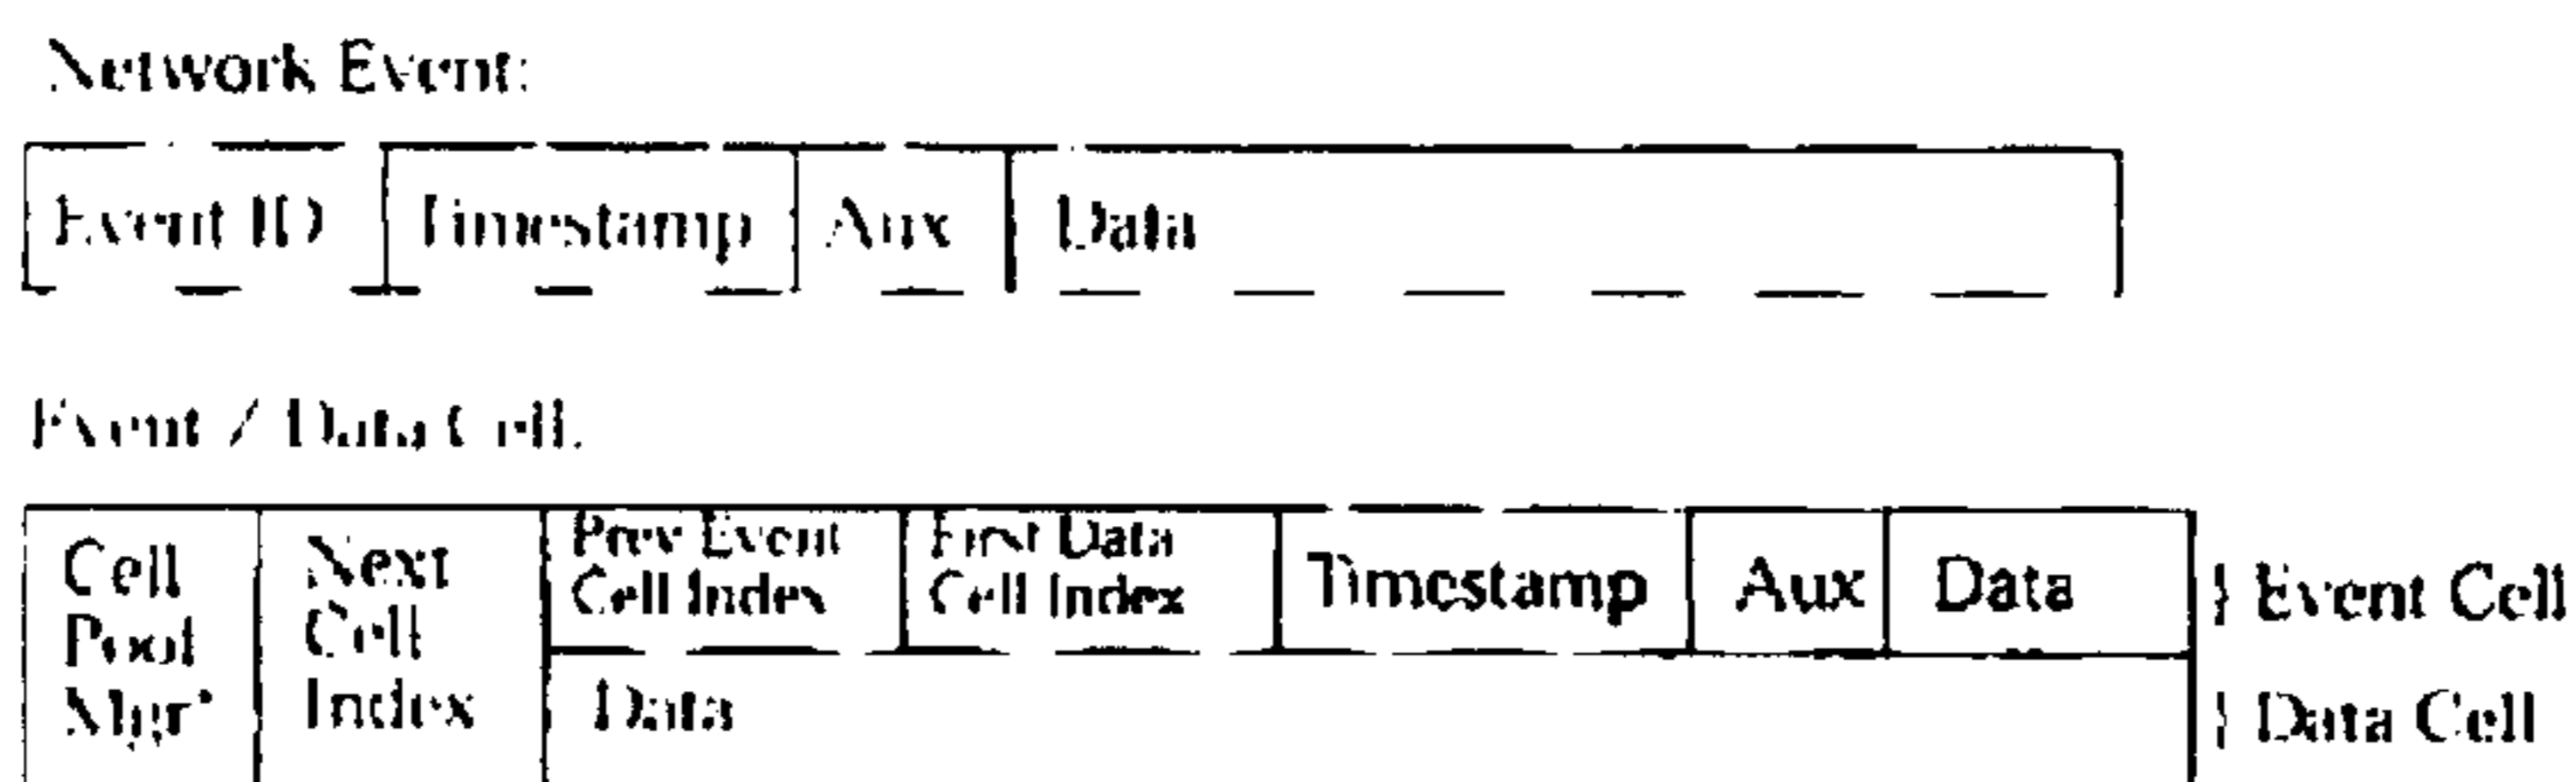 Network Event:
Event ID Timestamp Aux Data
Event / Data Cell.
Cell Pool Mgr*
Next Cell Index
Prev Event Cell Index
First Data Cell Index
Timestamp Aux Data } Event Cell
Data } Data Cell